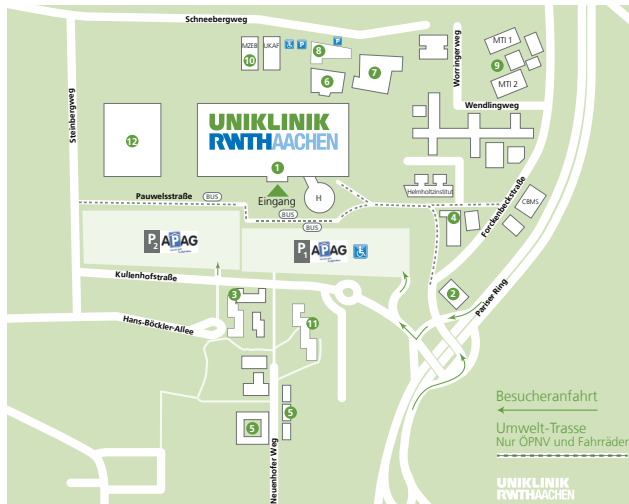 Schneebergweg
MZEB
UKAF
P
P
8
10
6
7
Worringerweg
MTI 1
9
MTI 2
Wendlingweg
Steinbergweg
12
UNIKLINIK
RWTHAACHEN
1
Eingang
H
Helmholtzinstitut
Pauwelsstraße
BUS
BUS
BUS
4
CBMS
Forckenbeckstraße
P2 APAG
P1 APAG
Kullenhofstraße
3
2
Pariser Ring
Hans-Böckler-Allee
11
5
5
Neuenhofer Weg
Besucheranfahrt
Umwelt-Trasse
Nur ÖPNV und Fahrräder
UNIKLINIK
RWTHAACHEN